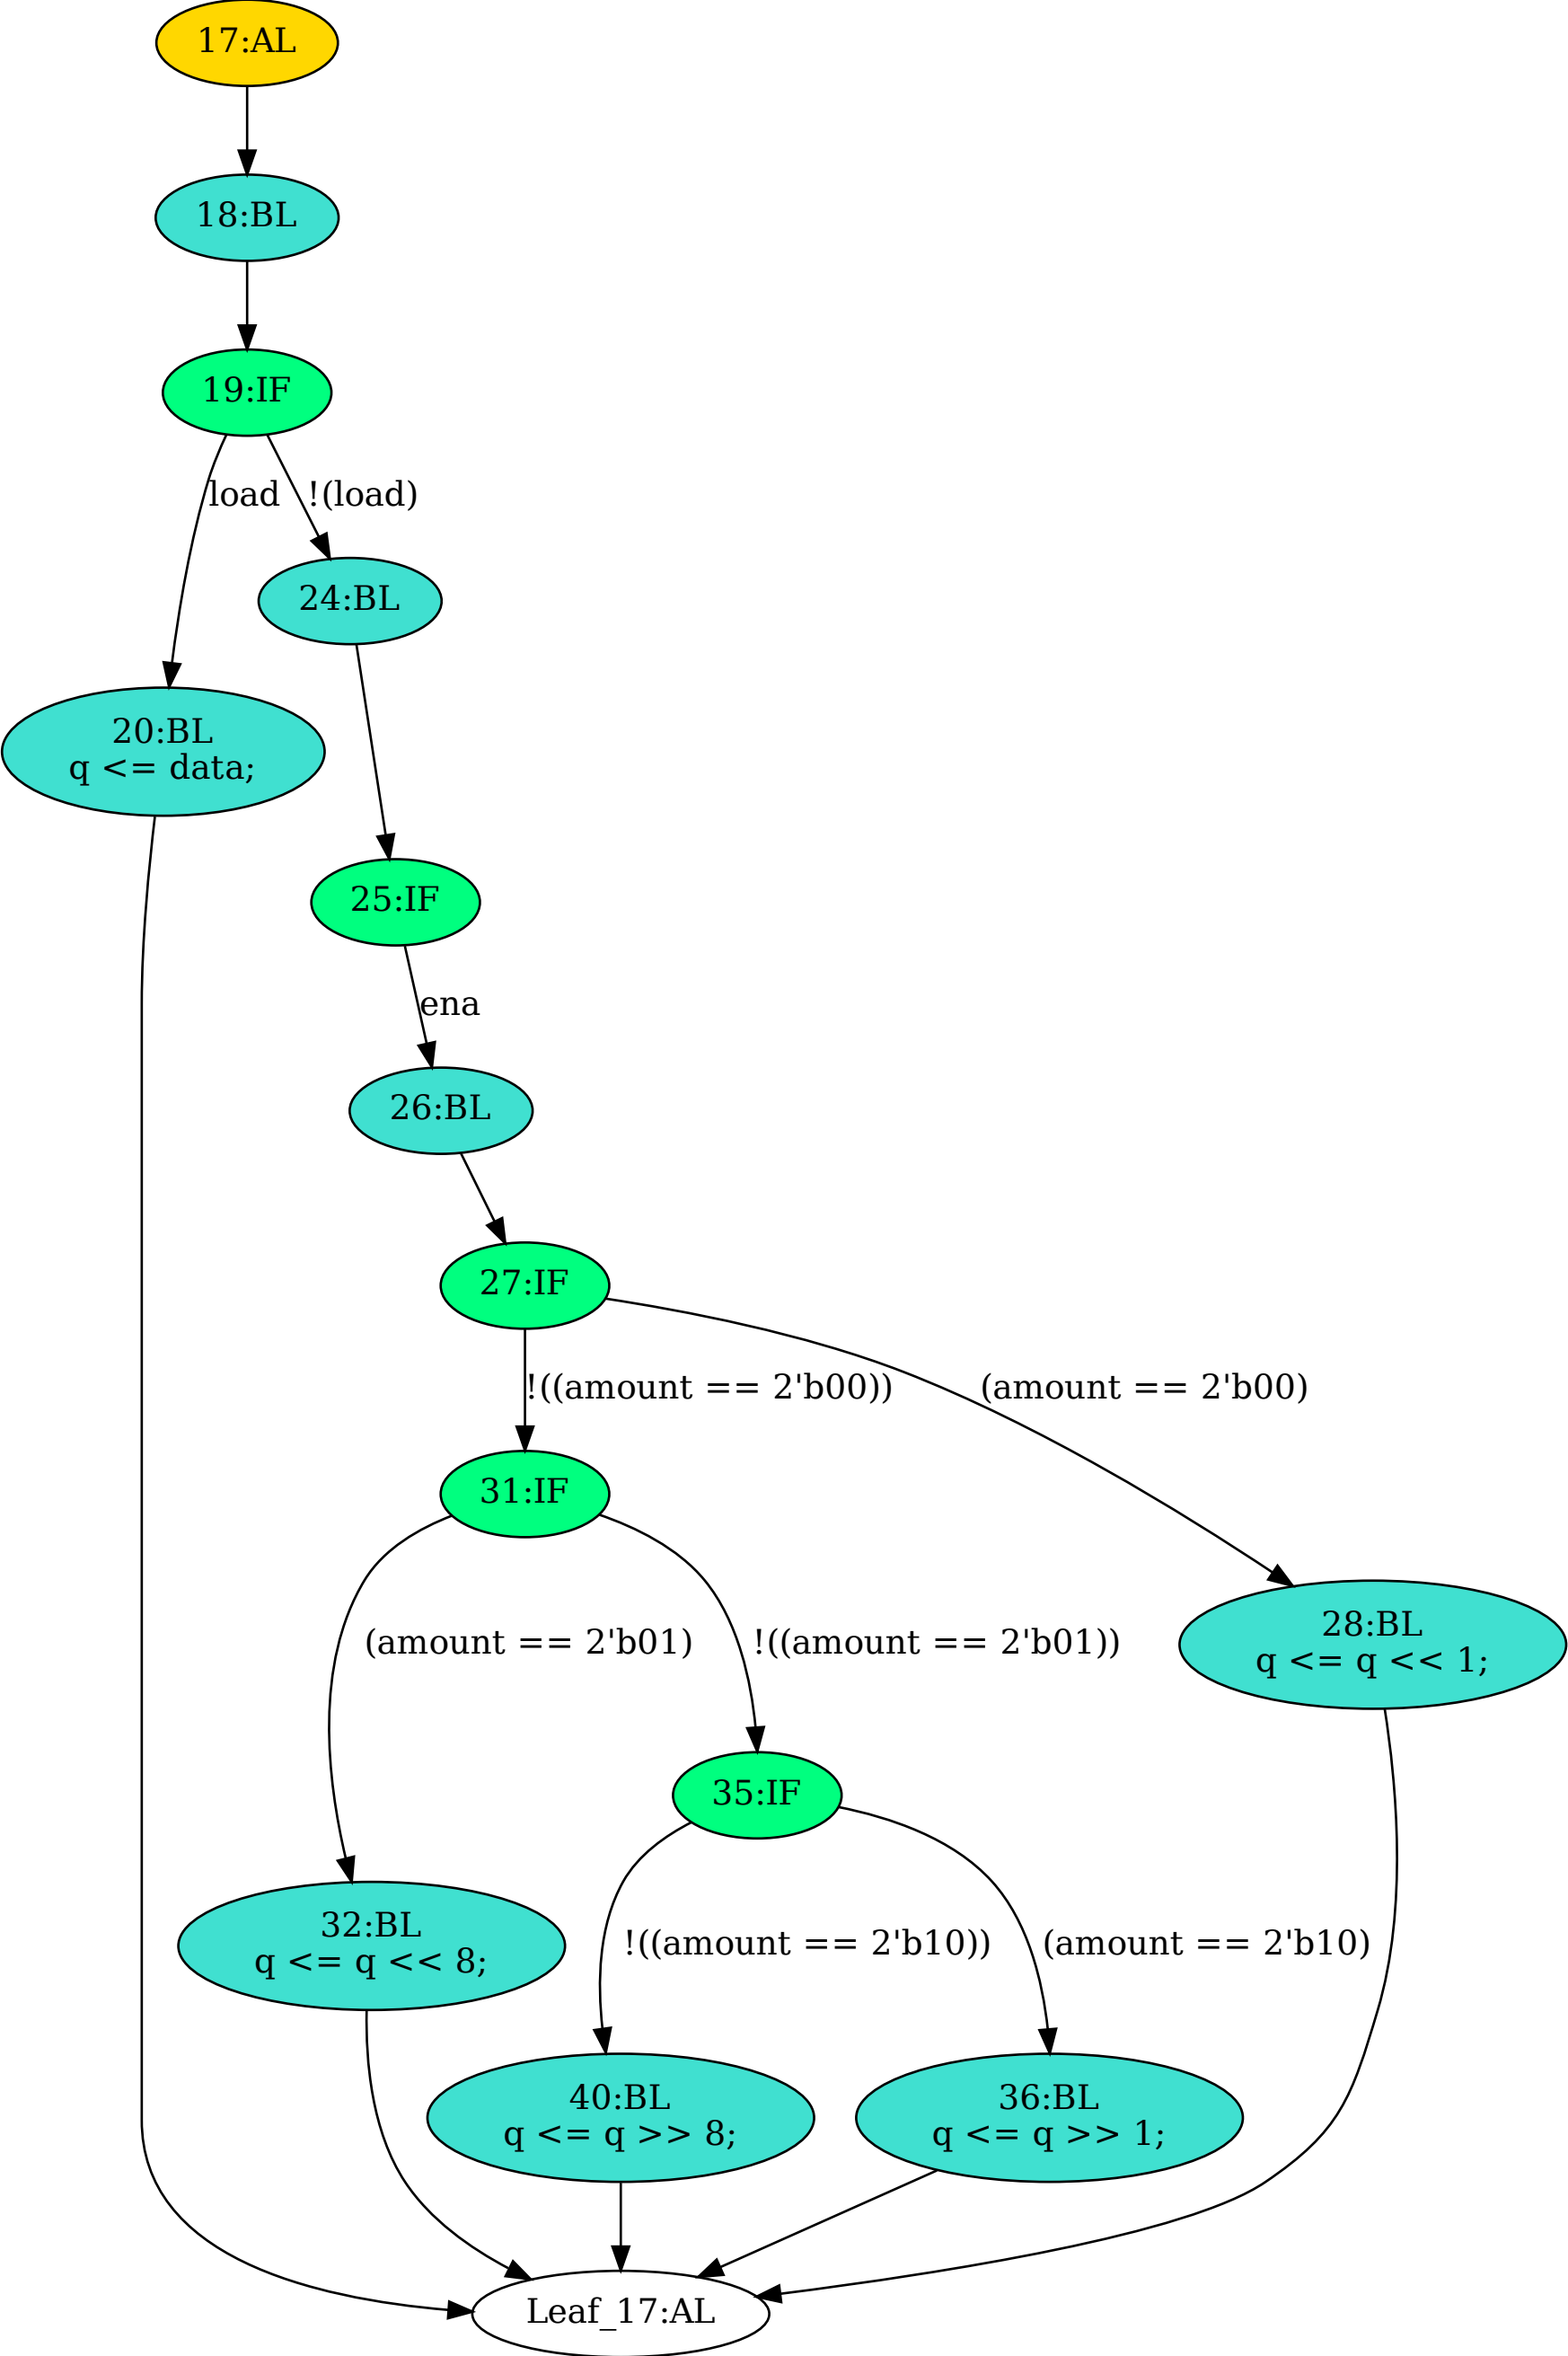 17:AL
18:BL
19:IF
load
!(load)
24:BL
20:BL
q <= data;
25:IF
ena
26:BL
27:IF
!((amount == 2'b00))
(amount == 2'b00)
31:IF
(amount == 2'b01)
!((amount == 2'b01))
28:BL
q <= q << 1;
35:IF
32:BL
q <= q << 8;
!((amount == 2'b10))
(amount == 2'b10)
40:BL
q <= q >> 8;
36:BL
q <= q >> 1;
Leaf_17:AL